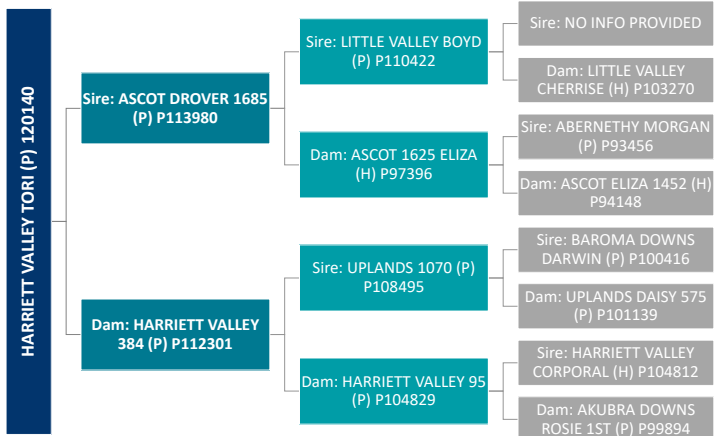 HARRIETT VALLEY TORI (P) 120140
Sire: ASCOT DROVER 1685
(P) P113980
Dam: HARRIETT VALLEY
384 (P) P112301
Sire: LITTLE VALLEY BOYD
(P) P110422
Dam: ASCOT 1625 ELIZA
(H) P97396
Sire: UPLANDS 1070 (P)
P108495
Dam: HARRIETT VALLEY 95
(P) P104829
Sire: NO INFO PROVIDED
Dam: LITTLE VALLEY
CHERRISE (H) P103270
Sire: ABERNETHY MORGAN
(P) P93456
Dam: ASCOT ELIZA 1452 (H)
P94148
Sire: BAROMA DOWNS
DARWIN (P) P100416
Dam: UPLANDS DAISY 575
(P) P101139
Sire: HARRIETT VALLEY
CORPORAL (H) P104812
Dam: AKUBRA DOWNS
ROSIE 1ST (P) P99894